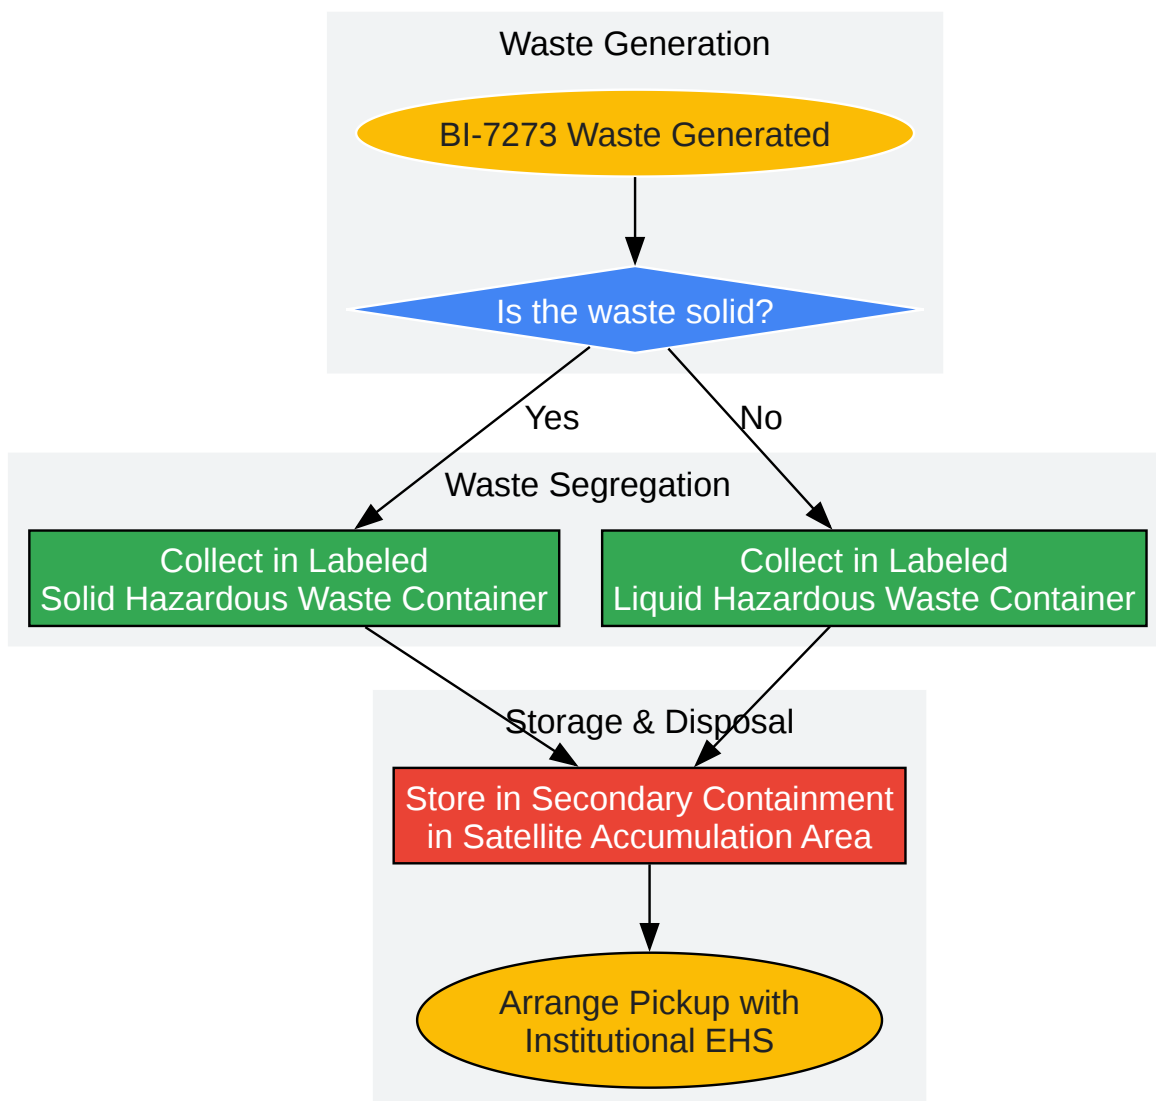 Waste Generation
BI-7273 Waste Generated
Is the waste solid?
Yes
No
Waste Segregation
Collect in Labeled
Solid Hazardous Waste Container
Collect in Labeled
Liquid Hazardous Waste Container
Storage & Disposal
Store in Secondary Containment
in Satellite Accumulation Area
Arrange Pickup with
Institutional EHS